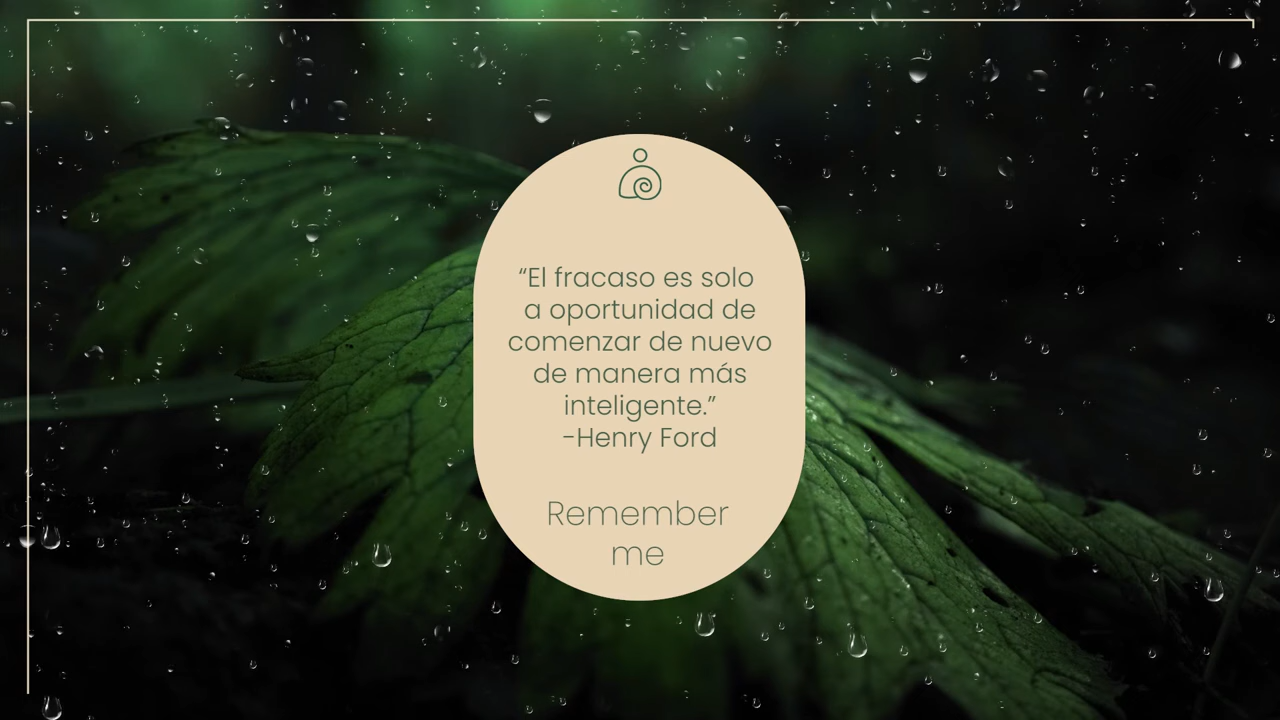 “El fracaso es solo
a oportunidad de
comenzar de nuevo
de manera más
inteligente.”
-Henry Ford
Remember
me